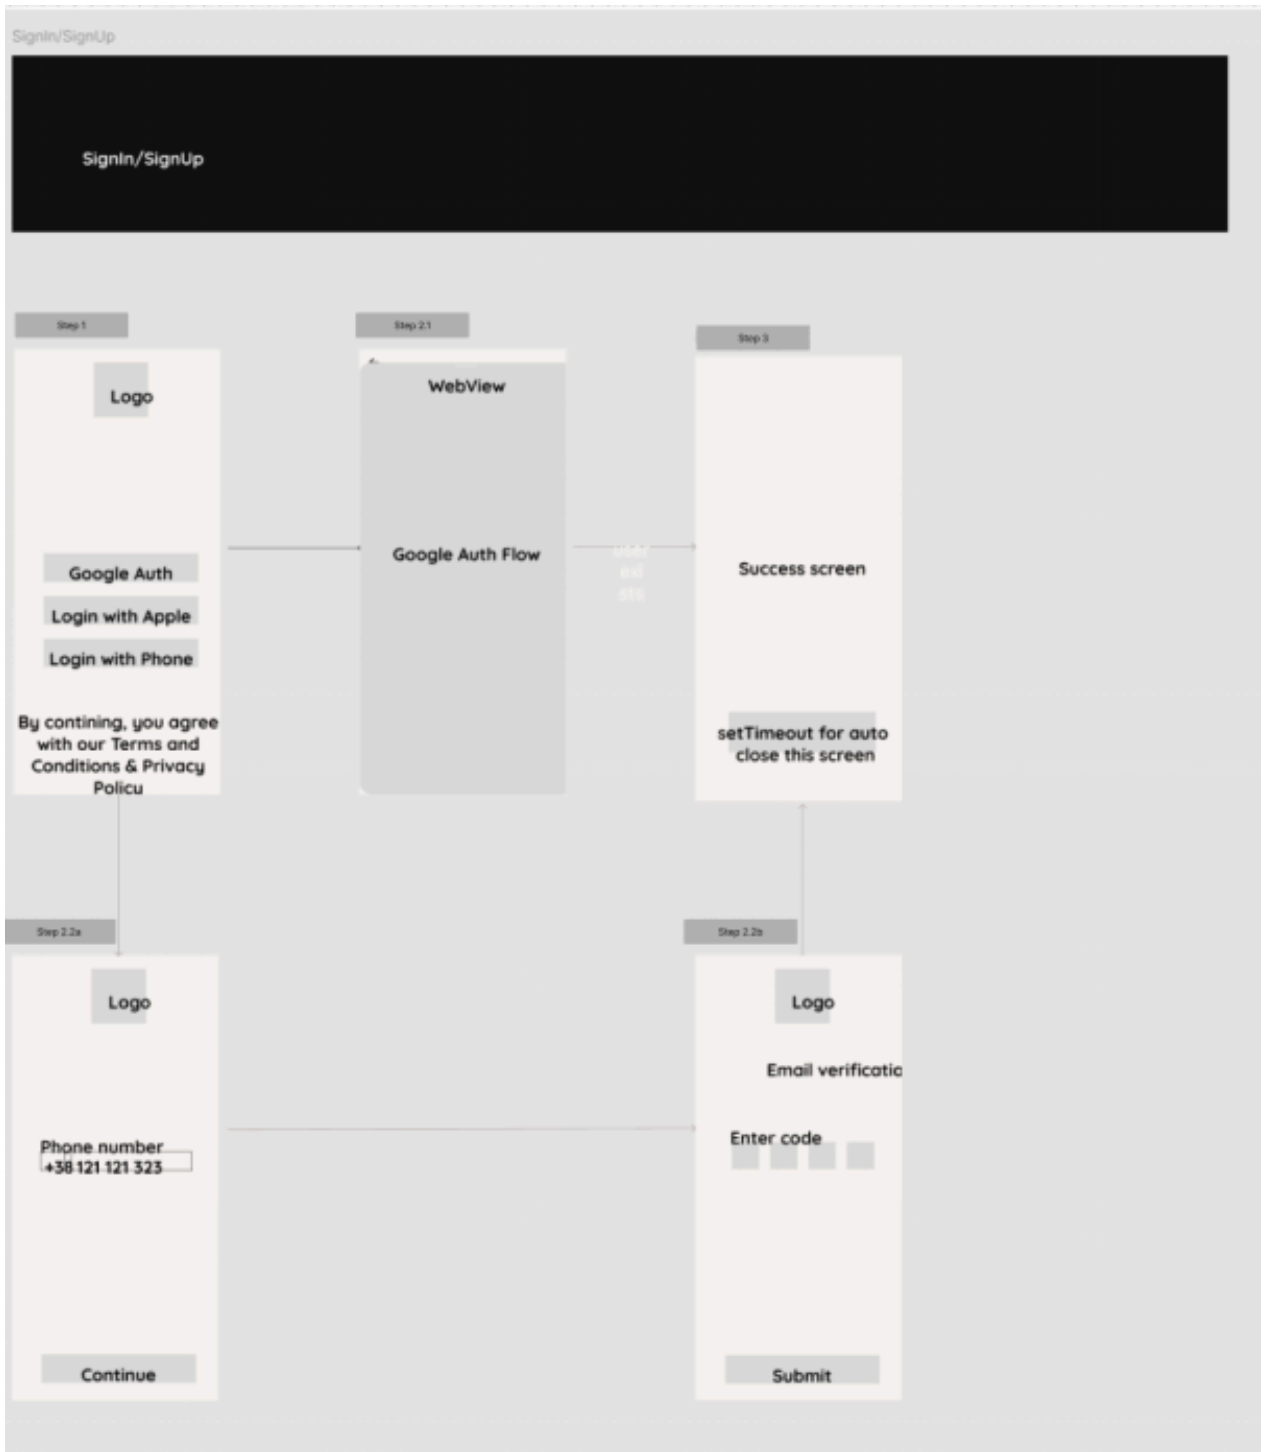 SignIn/SignUp
SignIn/SignUp
Step 1
Logo
Google Auth
Login with Apple
Login with Phone
By contining, you agree
with our Terms and
Conditions & Privacy
Policu
Step 2.1
WebView
Google Auth Flow
user
exi
sts
Step 3
Success screen
setTimeout for auto
close this screen
Step 2.2a
Logo
Phone number
+38 121 121 323
Continue
Step 2.2b
Logo
Email verificatio
Enter code
Submit